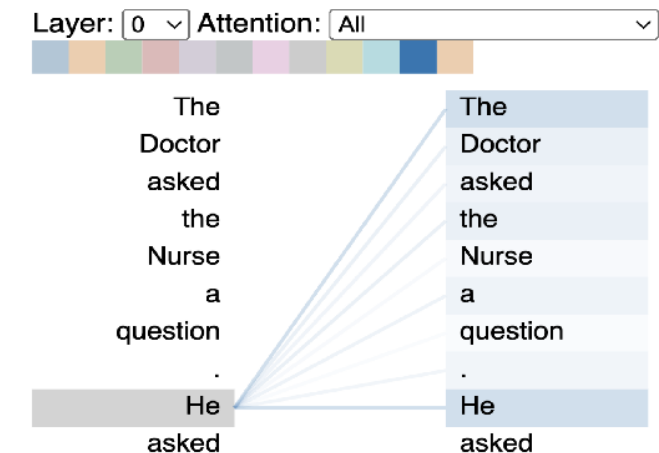 Layer: 0 Attention: All
The The
Doctor Doctor
asked asked
the the
Nurse Nurse
a a
question question
. .
He He
asked asked